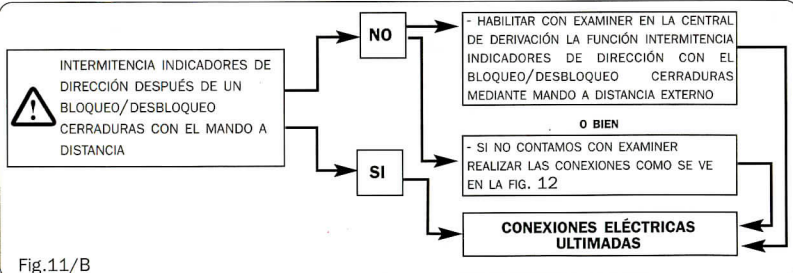 INTERMITENCIA INDICADORES DE
DIRECCIÓN DESPUÉS DE UN
BLOQUEO/DESBLOQUEO
CERRADURAS CON EL MANDO A
DISTANCIA
NO
- HABILITAR CON EXAMINER EN LA CENTRAL
DE DERIVACIÓN LA FUNCIÓN INTERMITENCIA
INDICADORES DE DIRECCIÓN CON EL
BLOQUEO/DESBLOQUEO CERRADURAS
MEDIANTE MANDO A DISTANCIA EXTERNO
O BIEN
- SI NO CONTAMOS CON EXAMINER
REALIZAR LAS CONEXIONES COMO SE VE
EN LA FIG. 12
SI
CONEXIONES ELÉCTRICAS
ULTIMADAS
Fig.11/B